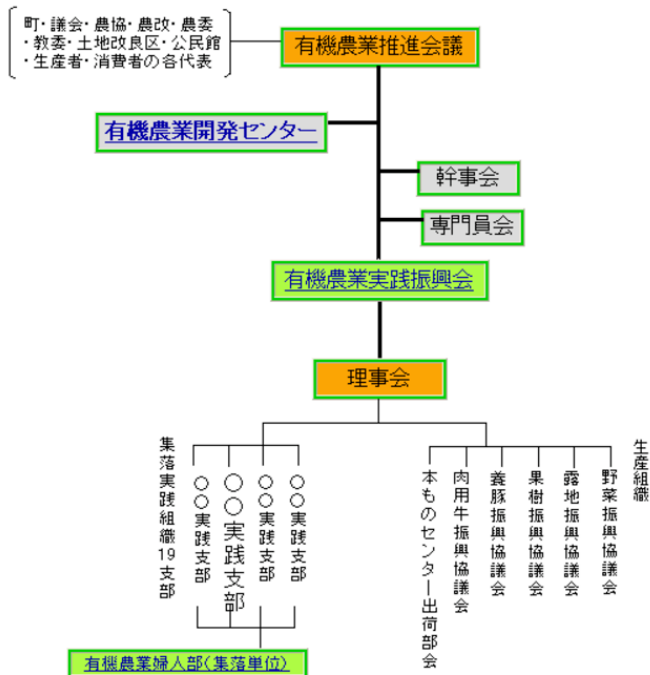 町・議会・農協・農改・農委
・教委・土地改良区・公民館
・生産者・消費者の各代表
有機農業推進会議
有機農業開発センター
幹事会
専門員会
有機農業実践振興会
理事会
集落実践組織19支部
○○実践支部
○○実践支部
○○実践支部
○○実践支部
本ものセンター出荷部会
肉用牛振興協議会
養豚振興協議会
果樹振興協議会
露地振興協議会
野菜振興協議会
生産組織
有機農業婦人部(集落単位)